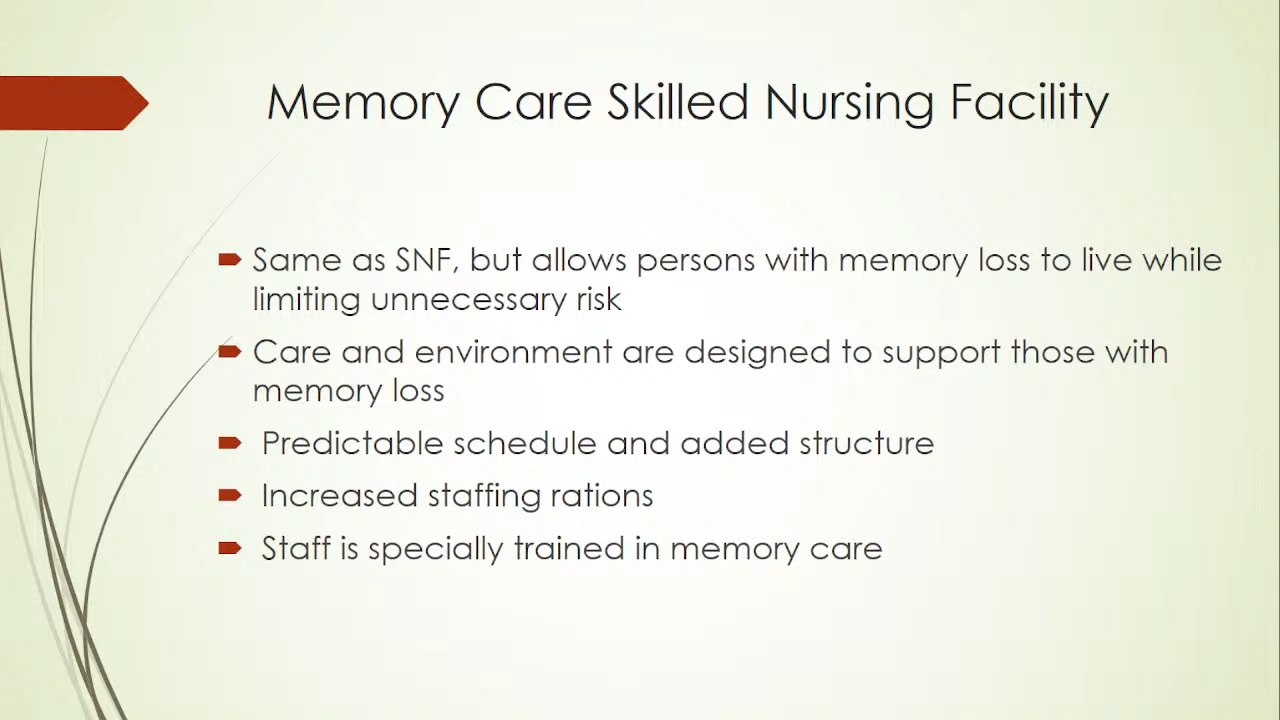 Memory Care Skilled Nursing Facility
Same as SNF, but allows persons with memory loss to live while
limiting unnecessary risk
Care and environment are designed to support those with
memory loss
Predictable schedule and added structure
Increased staffing rations
Staff is specially trained in memory care